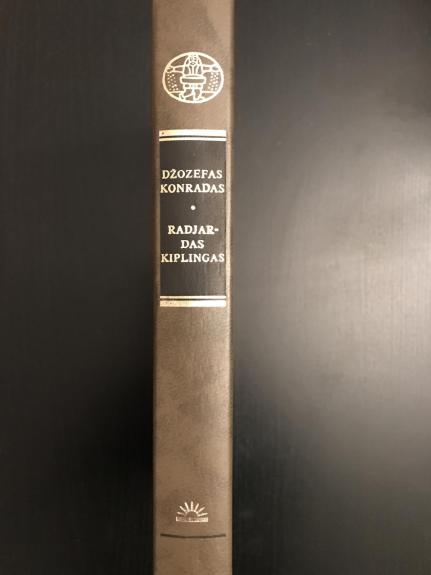 DŽOZEFAS
KONRADAS
•
RADJAR-
DAS
KIPLINGAS